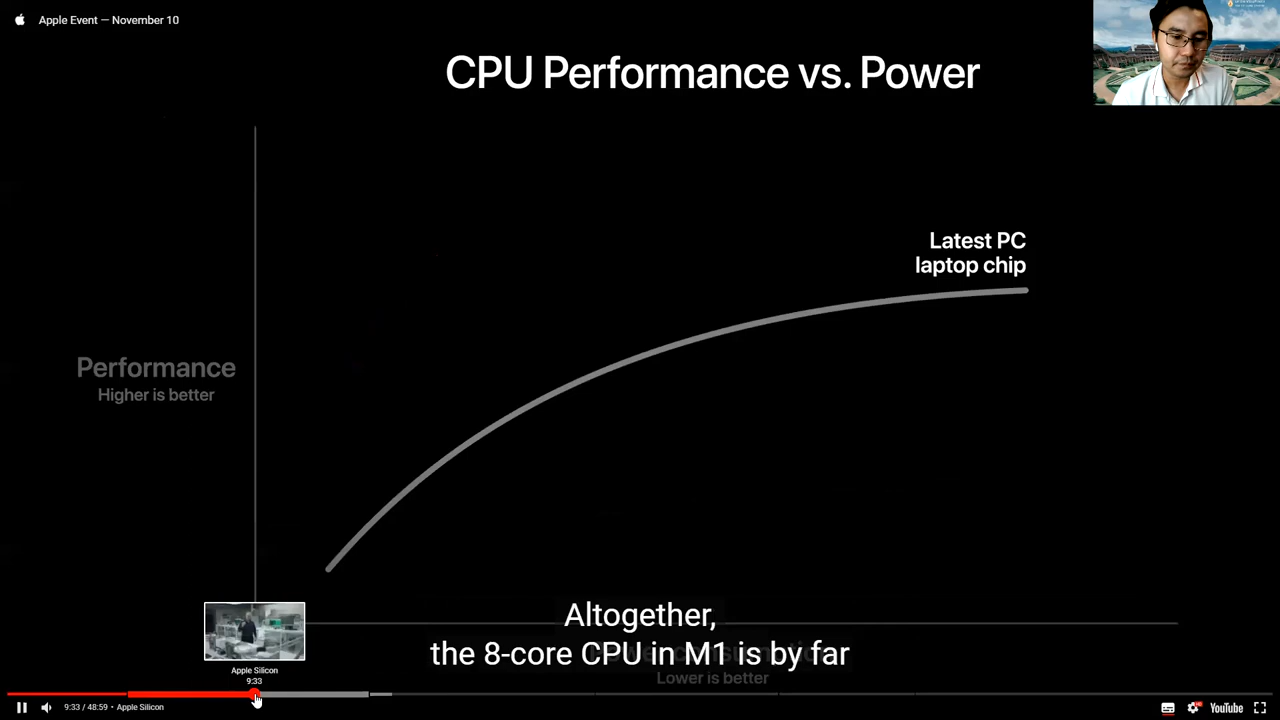 Apple Event — November 10
CPU Performance vs. Power
Latest PC
laptop chip
Performance
Higher is better
Altogether,
the 8-core CPU in M1 is by far
Lower is better
Apple Silicon
9:33
9:33 / 48:59 • Apple Silicon
YouTube